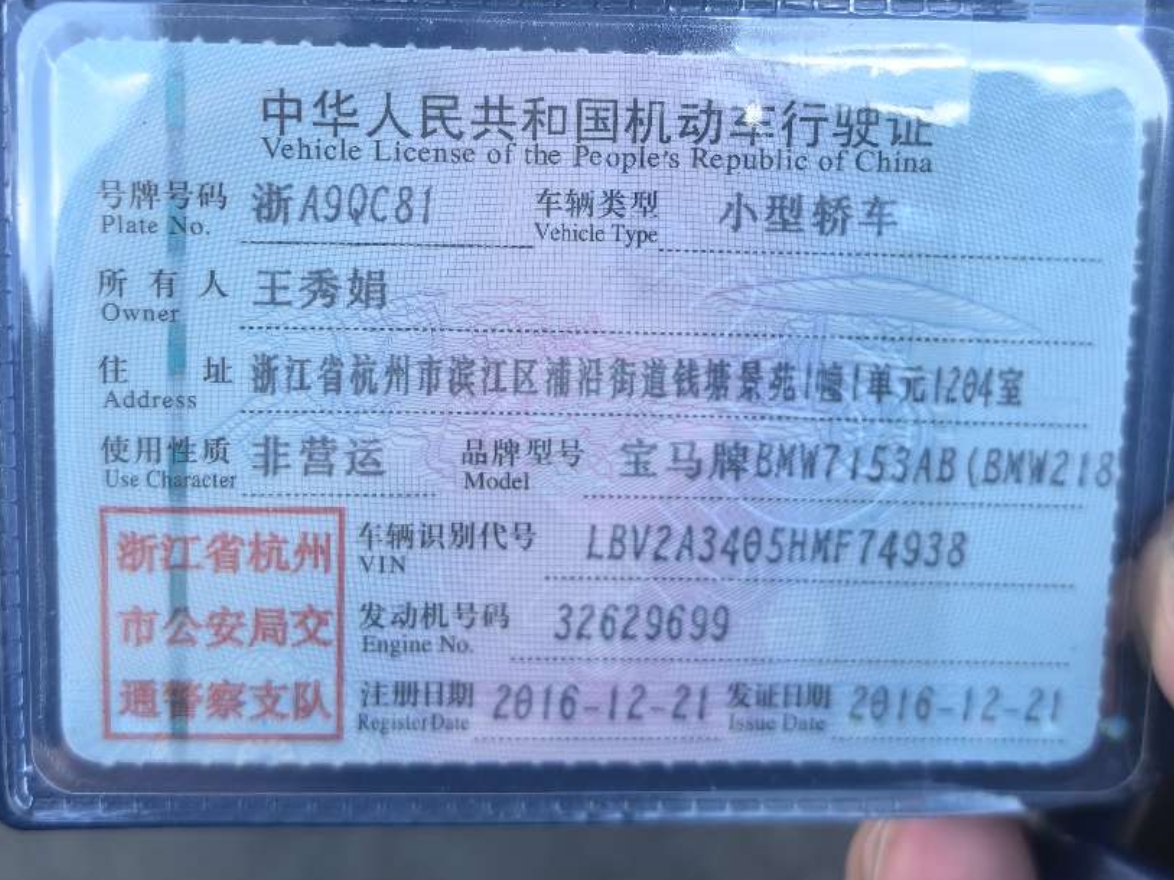 中华人民共和国机动车行驶证
Vehicle License of the People's Republic of China
号牌号码 浙A9QC81 车辆类型 小型轿车
Plate No. Vehicle Type
所有人 王秀娟
Owner
住址 浙江省杭州市滨江区浦沿街道钱塘景苑1幢1单元1204室
Address
使用性质 非营运 品牌型号 宝马牌BMW7153AB(BMW218
Use Character Model
浙江省杭州
市公安局交
通警察支队
车辆识别代号 LBV2A3405HMF74938
VIN
发动机号码 32629699
Engine No.
注册日期 2016-12-21 发证日期 2016-12-21
Register Date Issue Date